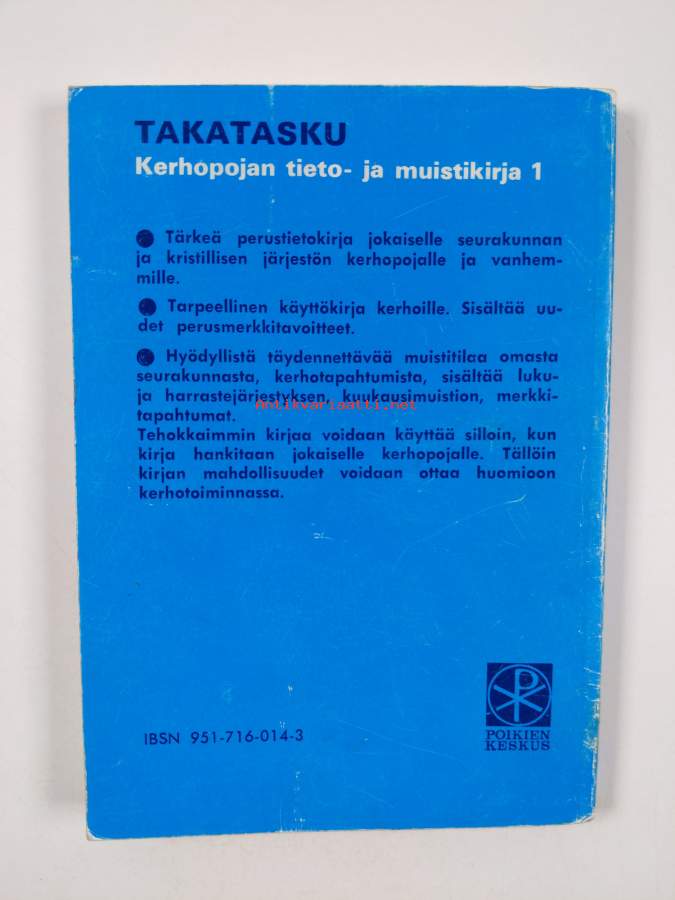 TAKATASKU
Kerhopojan tieto- ja muistikirja 1
Tärkeä perustietokirja jokaiselle seurakunnan
ja kristillisen järjestön kerhopojalle ja vanhem-
mille.
Tarpeellinen käyttökirja kerhoille. Sisältää uu-
det perusmerkkitavoitteet.
Hyödyllistä täydennettävää muistitilaa omasta
seurakunnasta, kerhotapahtumista, sisältää luku-
ja harrastejärjestyksen, kuukausimuistion, merkki-
tapahtumat.
Antikvariaatti.net
Tehokkaimmin kirjaa voidaan käyttää silloin, kun
kirja hankitaan jokaiselle kerhopojalle. Tällöin
kirjan mahdollisuudet voidaan ottaa huomioon
kerhotoiminnassa.
IBSN 951-716-014-3
POIKIEN
KESKUS